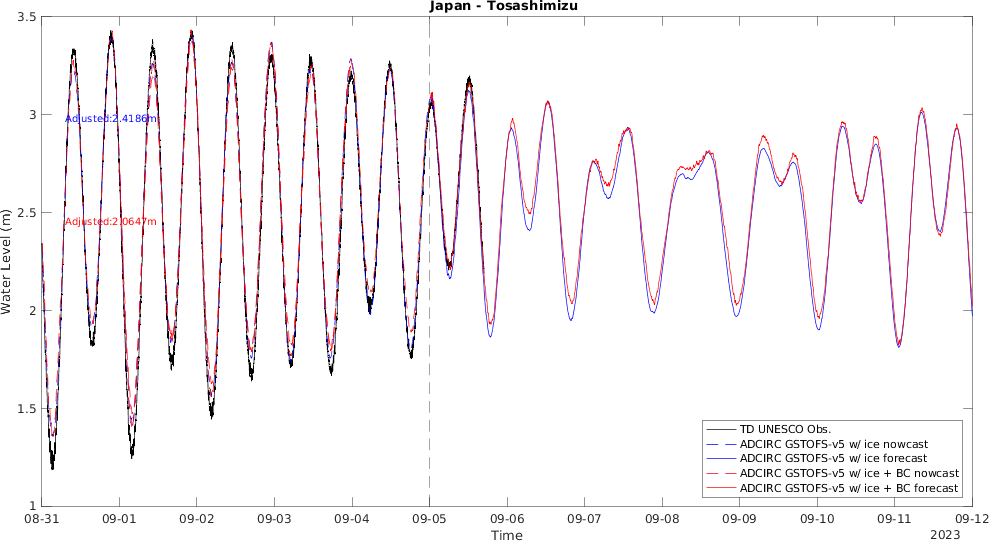 Japan - Tosashimizu
3.5
3
2.5
2
1.5
1
Water Level (m)
Adjusted:2.4186m
Adjusted:2.0647m
TD UNESCO Obs.
ADCIRC GSTOFS-v5 w/ ice nowcast
ADCIRC GSTOFS-v5 w/ ice forecast
ADCIRC GSTOFS-v5 w/ ice + BC nowcast
ADCIRC GSTOFS-v5 w/ ice + BC forecast
08-31 09-01 09-02 09-03 09-04 09-05 09-06 09-07 09-08 09-09 09-10 09-11 09-12
Time
2023